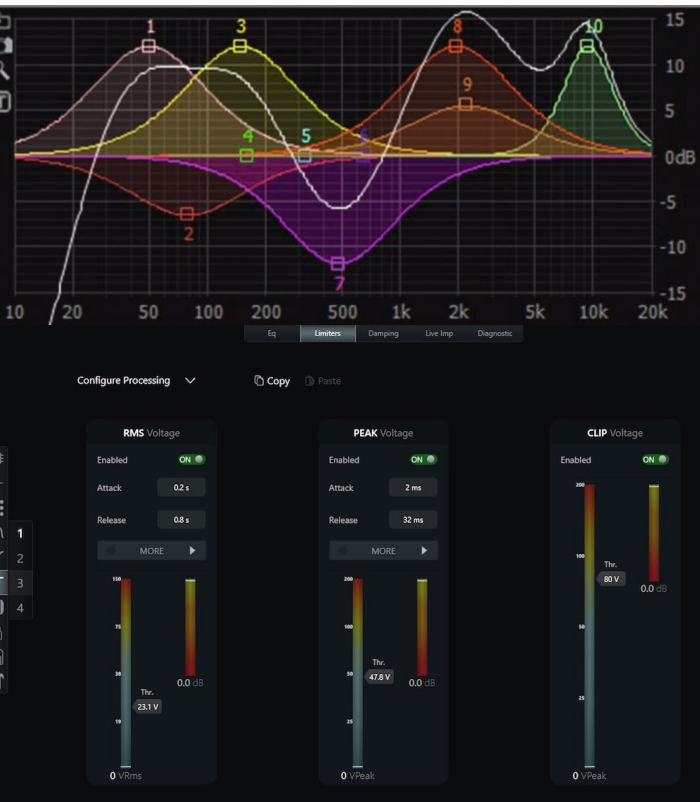 1 3 8 10
15
10
9
5
4 5 6
0dB
-5
2
-10
7
-15
10 20 50 100 200 500 1k 2k 5k 10k 20k
Eq Limiters Damping Live Imp Diagnostic
Configure Processing Copy Paste
RMS Voltage
Enabled ON
Attack 0.2 s
Release 0.8 s
MORE
150
75
38
Thr.
23.1 V
19
0.0 dB
0 VRms
PEAK Voltage
Enabled ON
Attack 2 ms
Release 32 ms
MORE
200
100
50
Thr.
47.8 V
25
0.0 dB
0 VPeak
CLIP Voltage
Enabled ON
200
100
Thr.
80 V
50
25
0.0 dB
0 VPeak
1
2
3
4